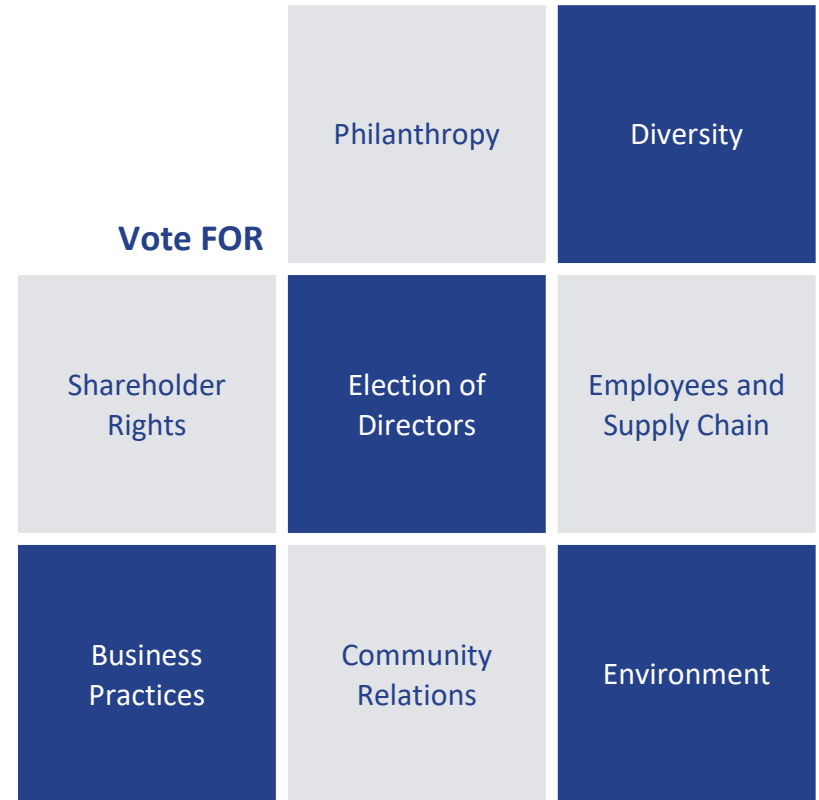 Philanthropy
Diversity
Vote FOR
Shareholder
Rights
Election of
Directors
Employees and
Supply Chain
Business
Practices
Community
Relations
Environment